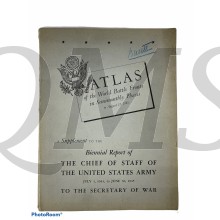 ATLAS
of the World Battle Fronts
in Semimonthly Phases
Supplement to the
Biennial Report of
THE CHIEF OF STAFF OF
THE UNITED STATES ARMY
TO THE SECRETARY OF WAR
QMS
PhotoRoom